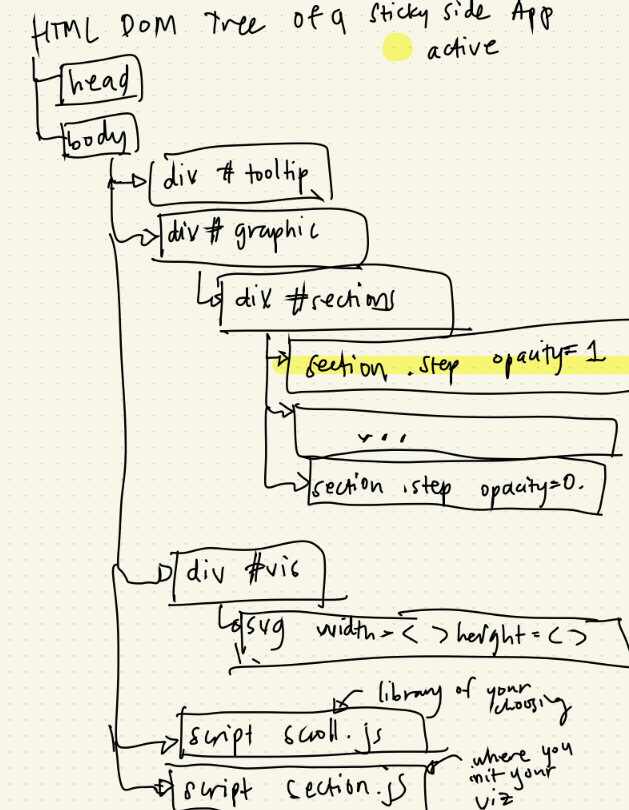 HTML DOM Tree of a sticky side App
active
head
body
div # tooltip
div # graphic
div # sections
section .step opacity=1
...
section .step opacity=0.
div #vis
svg width=< > height=< >
library of your choosing
script scroll.js
where you init your viz
script section.js